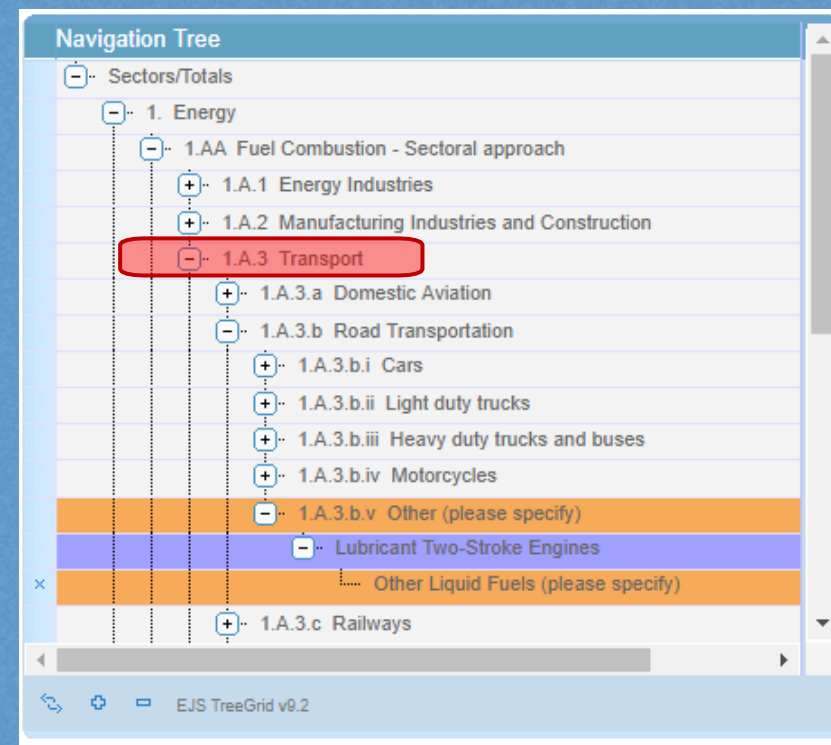 Navigation Tree
Sectors/Totals
1. Energy
1.AA Fuel Combustion - Sectoral approach
1.A.1 Energy Industries
1.A.2 Manufacturing Industries and Construction
1.A.3 Transport
1.A.3.a Domestic Aviation
1.A.3.b Road Transportation
1.A.3.b.i Cars
1.A.3.b.ii Light duty trucks
1.A.3.b.iii Heavy duty trucks and buses
1.A.3.b.iv Motorcycles
1.A.3.b.v Other (please specify)
Lubricant Two-Stroke Engines
Other Liquid Fuels (please specify)
1.A.3.c Railways
EJS TreeGrid v9.2